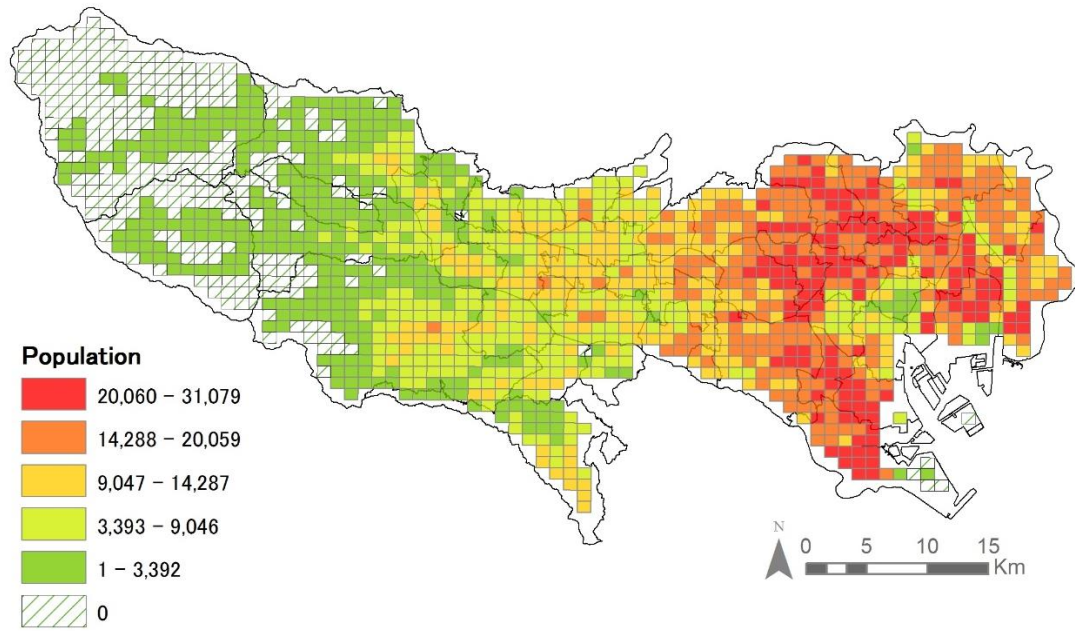 Population
20,060 – 31,079
14,288 – 20,059
9,047 – 14,287
3,393 – 9,046
1 – 3,392
0
N
0 5 10 15
Km